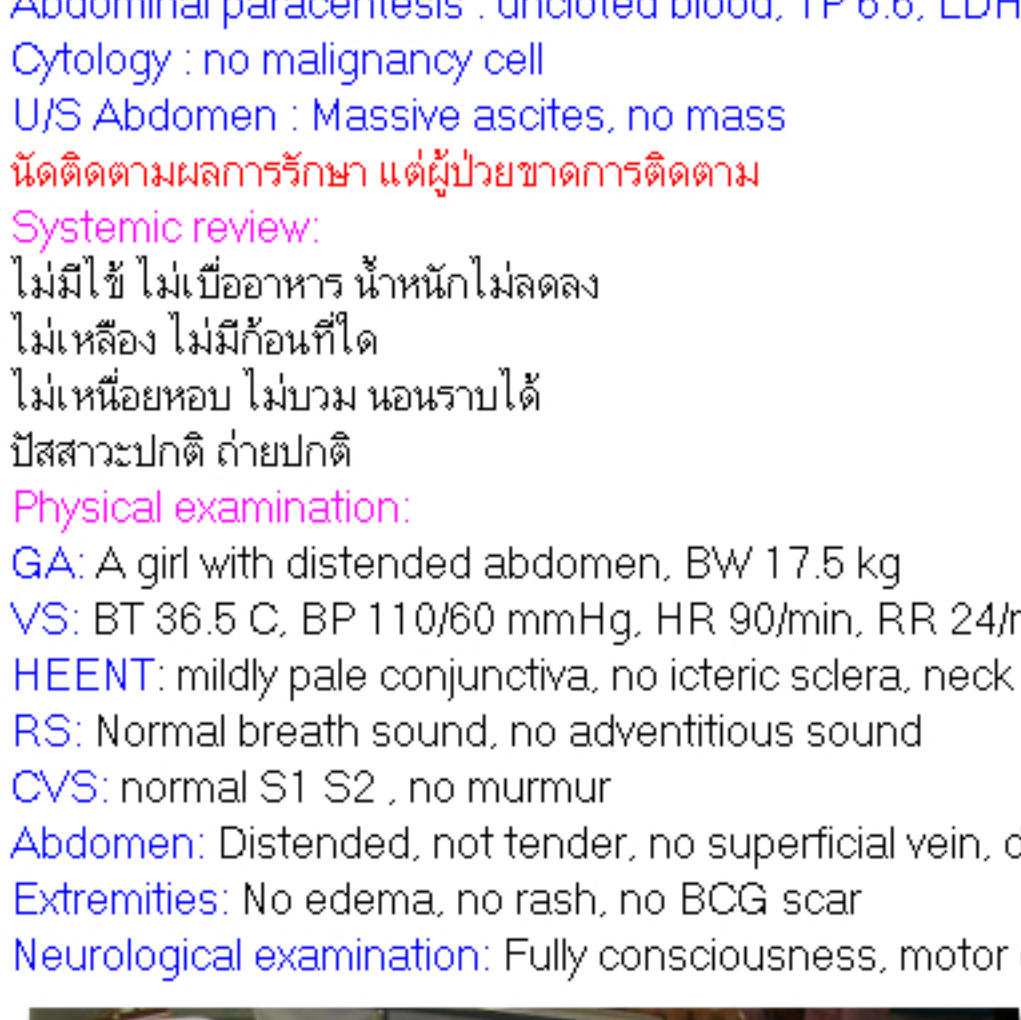 Abdominal paracentesis : uncloted blood, TP 6.6, LDH
Cytology : no malignancy cell
U/S Abdomen : Massive ascites, no mass
นัดติดตามผลการรักษา แต่ผู้ป่วยขาดการติดตาม
Systemic review:
ไม่มีไข้ ไม่เบื่ออาหาร น้ำหนักไม่ลดลง
ไม่เหลือง ไม่มีก้อนที่ใด
ไม่เหนื่อยหอบ ไม่บวม นอนราบได้
ปัสสาวะปกติ ถ่ายปกติ
Physical examination:
GA: A girl with distended abdomen, BW 17.5 kg
VS: BT 36.5 C, BP 110/60 mmHg, HR 90/min, RR 24/
HEENT: mildly pale conjunctiva, no icteric sclera, neck
RS: Normal breath sound, no adventitious sound
CVS: normal S1 S2 , no murmur
Abdomen: Distended, not tender, no superficial vein,
Extremities: No edema, no rash, no BCG scar
Neurological examination: Fully consciousness, motor